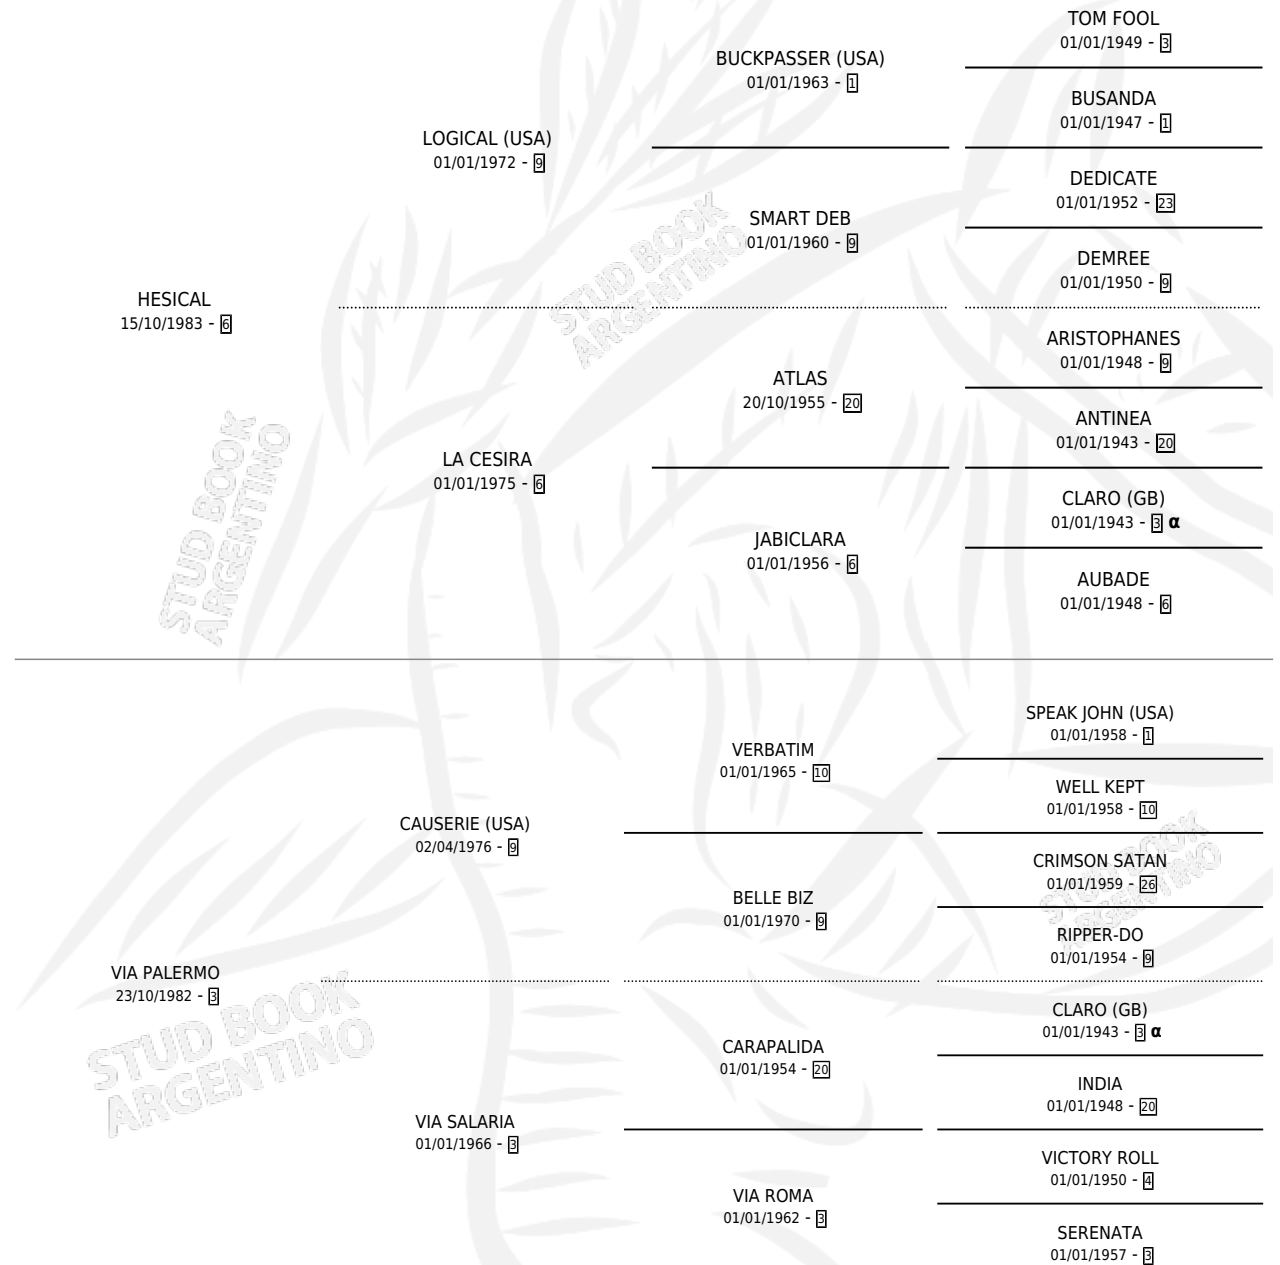 TOM FOOL
01/01/1949 - 3
BUCKPASSER (USA)
01/01/1963 - 1
BUSANDA
01/01/1947 - 1
LOGICAL (USA)
01/01/1972 - 9
DEDICATE
01/01/1952 - 23
SMART DEB
01/01/1960 - 9
DEMREE
01/01/1950 - 9
HESICAL
15/10/1983 - 6
ARISTOPHANES
01/01/1948 - 9
ATLAS
20/10/1955 - 20
ANTINEA
01/01/1943 - 20
LA CESIRA
01/01/1975 - 6
CLARO (GB)
01/01/1943 - 3 α
JABICLARA
01/01/1956 - 6
AUBADE
01/01/1948 - 6
SPEAK JOHN (USA)
01/01/1958 - 1
VERBATIM
01/01/1965 - 10
WELL KEPT
01/01/1958 - 10
CAUSERIE (USA)
02/04/1976 - 9
CRIMSON SATAN
01/01/1959 - 26
BELLE BIZ
01/01/1970 - 9
RIPPER-DO
01/01/1954 - 9
VIA PALERMO
23/10/1982 - 3
CLARO (GB)
01/01/1943 - 3 α
CARAPALIDA
01/01/1954 - 20
INDIA
01/01/1948 - 20
VIA SALARIA
01/01/1966 - 3
VICTORY ROLL
01/01/1950 - 4
VIA ROMA
01/01/1962 - 3
SERENATA
01/01/1957 - 3
STUD BOOK
ARGENTINO
STUD BOOK
ARGENTINO
STUD BOOK
ARGENTINO
STUD BOOK
ARGENTINO